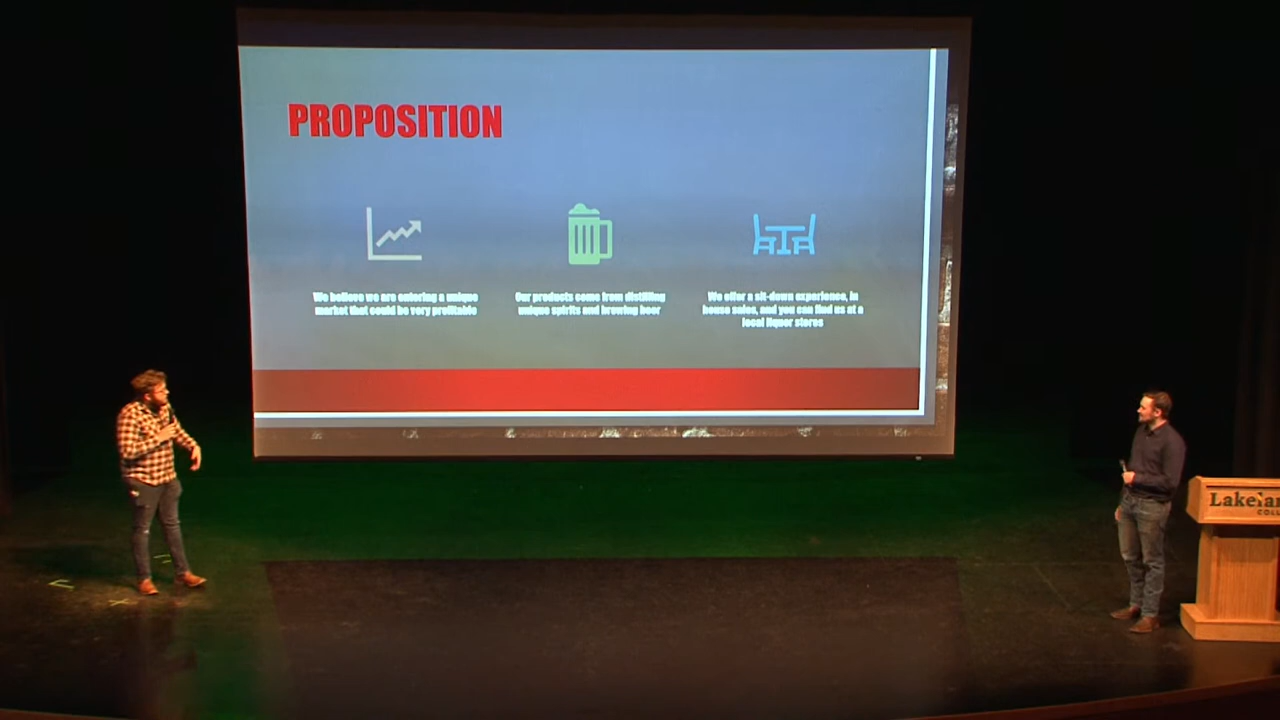 PROPOSITION
We believe we are entering a unique
market that could be very profitable
Our products come from distilling
unique spirits and brewing beer
We offer a sit-down experience, in
house sales, and you can find us at a
local liquor stores
Lakelan
COLL